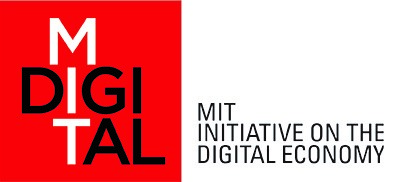 M
DIGI
TAL
MIT
INITIATIVE ON THE
DIGITAL ECONOMY